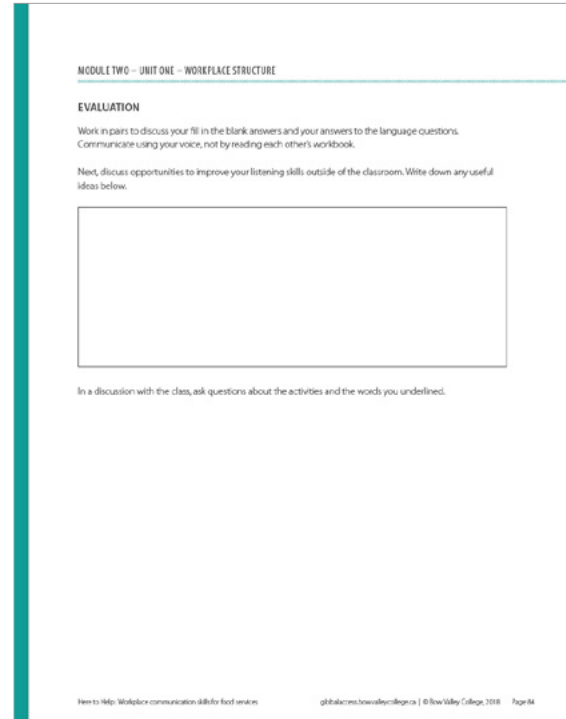 MODULE TWO – UNIT ONE – WORKPLACE STRUCTURE
EVALUATION
Work in pairs to discuss your fill in the blank answers and your answers to the language questions.
Communicate using your voice, not by reading each other's workbook.
Next, discuss opportunities to improve your listening skills outside of the classroom. Write down any useful
ideas below.
In a discussion with the class, ask questions about the activities and the words you underlined.
Here to Help: Workplace communication skills for food services globalaccess.bowvalleycollege.ca | © Bow Valley College, 2018 Page 84